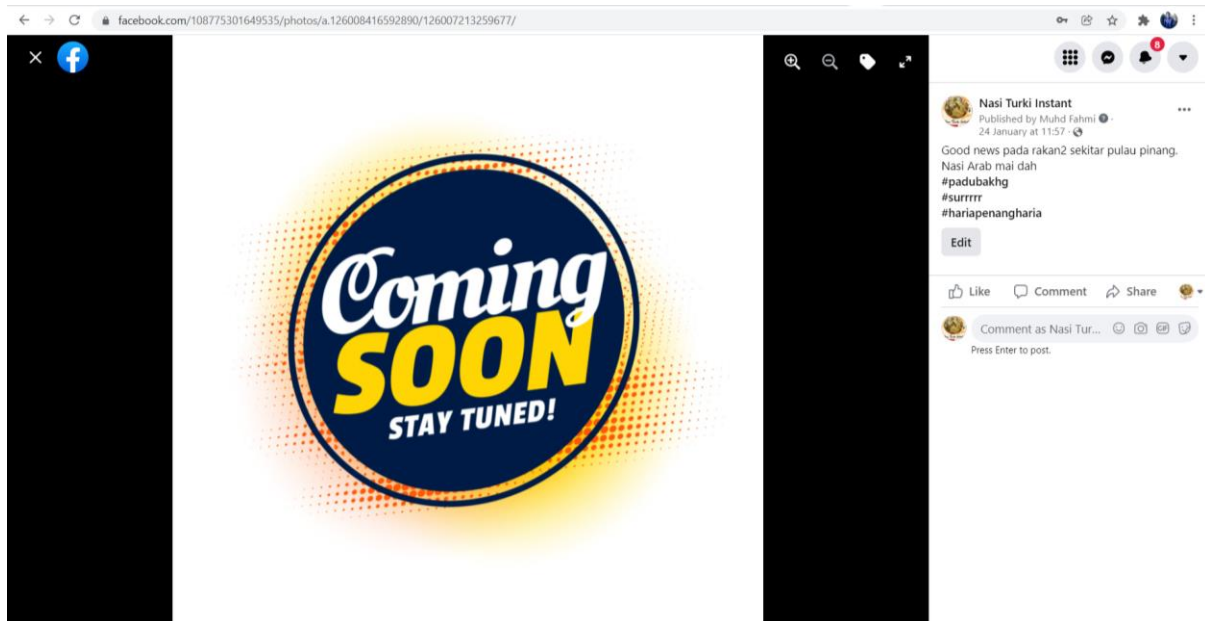 facebook.com/108775301649535/photos/a.126008416592890/126007213259677/
8
Nasi Turki Instant
Published by Muhd Fahmi
24 January at 11:57
Good news pada rakan2 sekitar pulau pinang.
Nasi Arab mai dah
#padubakhg
#surrrrr
#hariapenangharia
Edit
Like Comment Share
Comment as Nasi Tur...
GIF
Press Enter to post.
Coming
SOON
STAY TUNED!